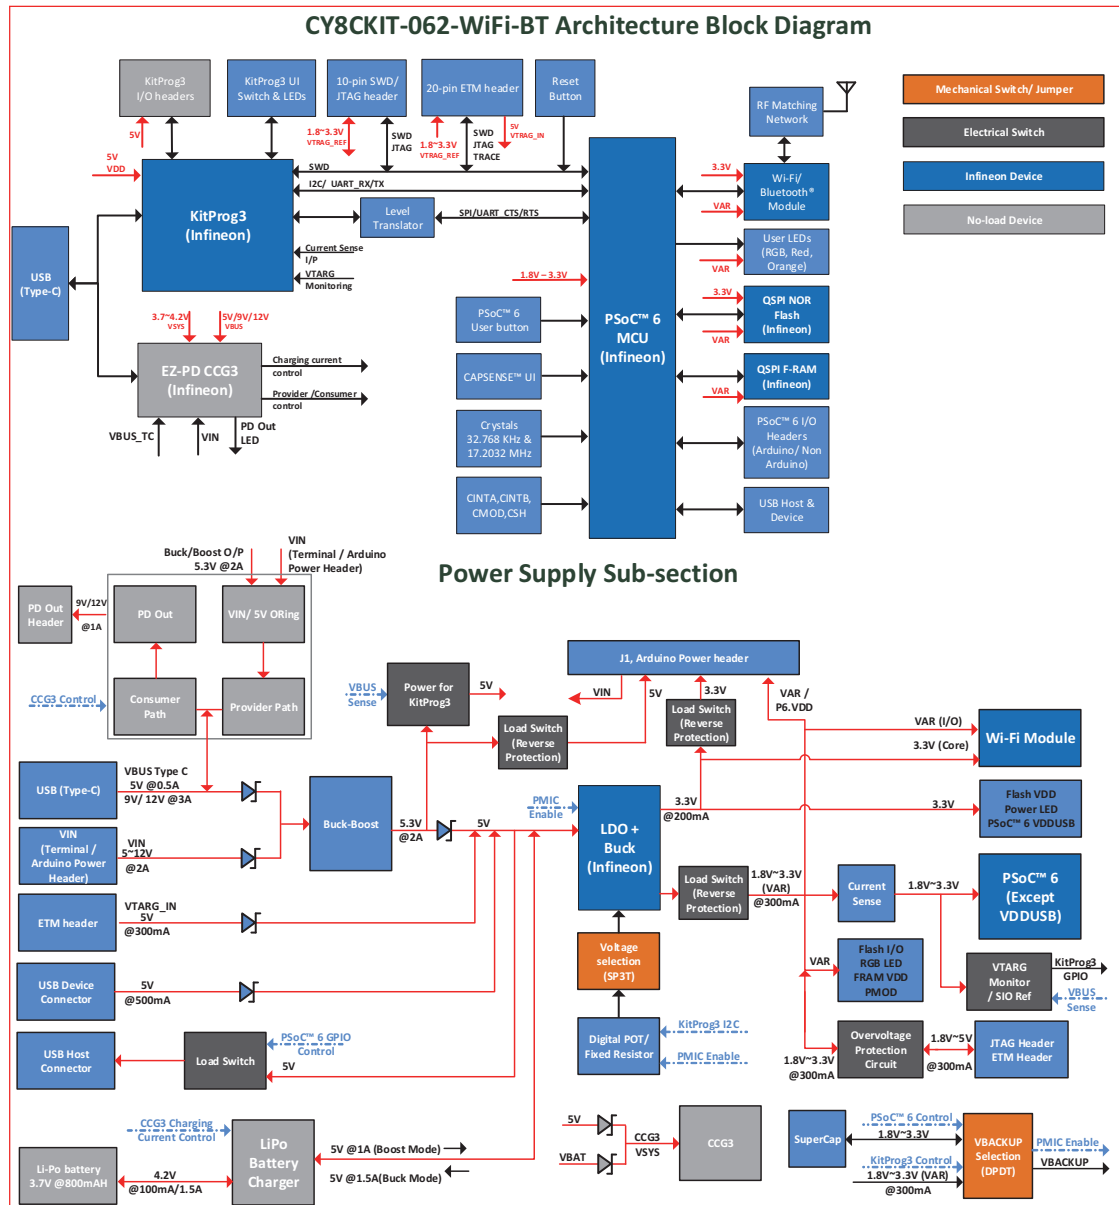 CY8CKIT-062-WiFi-BT Architecture Block Diagram
KitProg3
I/O headers
KitProg3 UI
Switch & LEDs
10-pin SWD/
JTAG header
20-pin ETM header
Reset
Button
RF Matching
Network
Mechanical Switch/ Jumper
Electrical Switch
Infineon Device
No-load Device
5V
1.8~3.3V
VTRAG_REF
SWD
JTAG
1.8~3.3V
VTRAG_REF
SWD
JTAG
TRACE
5V
VTRAG_IN
5V
VDD
KitProg3
(Infineon)
SWD
I2C/ UART_RX/TX
Level
Translator
SPI/UART_CTS/RTS
Current Sense
I/P
VTARG
Monitoring
USB
(Type-C)
3.7~4.2V
VSYS
5V/9V/12V
VBUS
EZ-PD CCG3
(Infineon)
Charging current
control
Provider /Consumer
control
VBUS_TC
VIN
PD Out
LED
1.8V – 3.3V
PSoC™ 6
MCU
(Infineon)
PSoC™ 6
User button
CAPSENSE™ UI
Crystals
32.768 KHz &
17.2032 MHz
CINTA,CINTB,
CMOD,CSH
3.3V
VAR
Wi-Fi/
Bluetooth®
Module
User LEDs
(RGB, Red,
Orange)
VAR
3.3V
QSPI NOR
Flash
(Infineon)
VAR
QSPI F-RAM
(Infineon)
VAR
PSoC™ 6 I/O
Headers
(Arduino/ Non
Arduino)
USB Host &
Device
Power Supply Sub-section
Buck/Boost O/P
5.3V @2A
VIN
(Terminal / Arduino
Power Header)
PD Out
Header
9V/12V
@1A
PD Out
VIN/ 5V ORing
CCG3 Control
Consumer
Path
Provider Path
VBUS
Sense
Power for
KitProg3
5V
J1, Arduino Power header
VIN
5V
3.3V
VAR /
P6.VDD
Load Switch
(Reverse
Protection)
Load Switch
(Reverse
Protection)
VAR (I/O)
3.3V (Core)
Wi-Fi Module
USB (Type-C)
VBUS Type C
5V @0.5A
9V/ 12V @3A
Buck-Boost
5.3V
@2A
5V
PMIC
Enable
LDO +
Buck
(Infineon)
3.3V
@200mA
3.3V
Flash VDD
Power LED
PSoC™ 6 VDDUSB
VIN
(Terminal /
Arduino Power
Header)
VIN
5~12V
@2A
Load Switch
(Reverse
Protection)
1.8V~3.3V
(VAR)
@300mA
Current
Sense
1.8V~3.3V
PSoC™ 6
(Except
VDDUSB)
ETM header
VTARG_IN
5V
@300mA
Voltage
selection
(SP3T)
VAR
Flash I/O
RGB LED
FRAM VDD
PMOD
VTARG
Monitor
/ SIO Ref
KitProg3
GPIO
VBUS
Sense
USB Device
Connector
5V
@500mA
PSoC™ 6 GPIO
Control
Digital POT/
Fixed Resistor
KitProg3 I2C
PMIC Enable
USB Host
Connector
Load Switch
5V
1.8V~3.3V
@300mA
Overvoltage
Protection
Circuit
1.8V~5V
@300mA
JTAG Header
ETM Header
CCG3 Charging
Current Control
Li-Po battery
3.7V @800mAH
4.2V
@100mA/1.5A
LiPo
Battery
Charger
5V @1A (Boost Mode)
5V @1.5A(Buck Mode)
5V
VBAT
CCG3
VSYS
CCG3
SuperCap
PSoC™ 6 Control
1.8V~3.3V
KitProg3 Control
1.8V~3.3V (VAR)
@300mA
VBACKUP
Selection
(DPDT)
PMIC Enable
VBACKUP